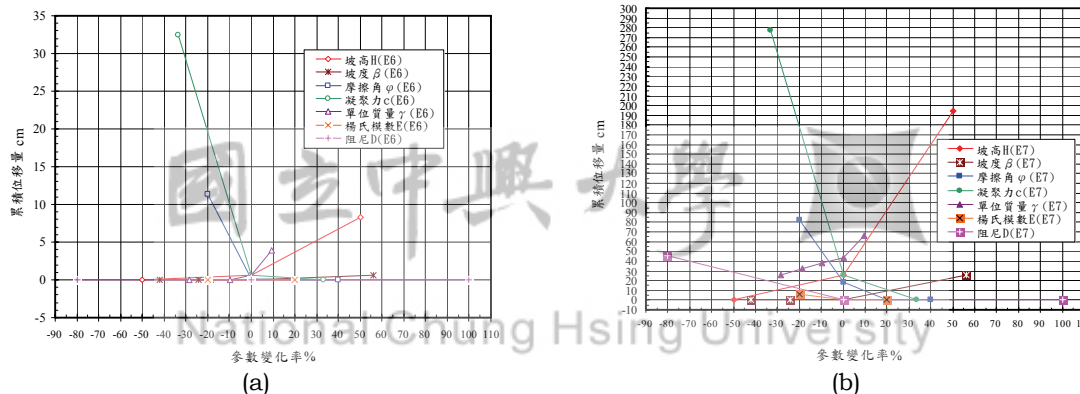 35
30
25
20
15
10
5
0
-5
累積位移量 cm
坡高H(E6)
坡度β(E6)
摩擦角φ(E6)
凝聚力c(E6)
單位質量γ(E6)
楊氏模數E(E6)
阻尼D(E6)
-90 -80 -70 -60 -50 -40 -30 -20 -10 0 10 20 30 40 50 60 70 80 90 100 110
參數變化率%
(a)
300
290
280
270
260
250
240
230
220
210
200
190
180
170
160
150
140
130
120
110
100
90
80
70
60
50
40
30
20
10
0
-10
累積位移量 cm
坡高H(E7)
坡度β(E7)
摩擦角φ(E7)
凝聚力c(E7)
單位質量γ(E7)
楊氏模數E(E7)
阻尼D(E7)
-90 -80 -70 -60 -50 -40 -30 -20 -10 0 10 20 30 40 50 60 70 80 90 100
參數變化率%
(b)
國立中興大學
National Chung Hsing University